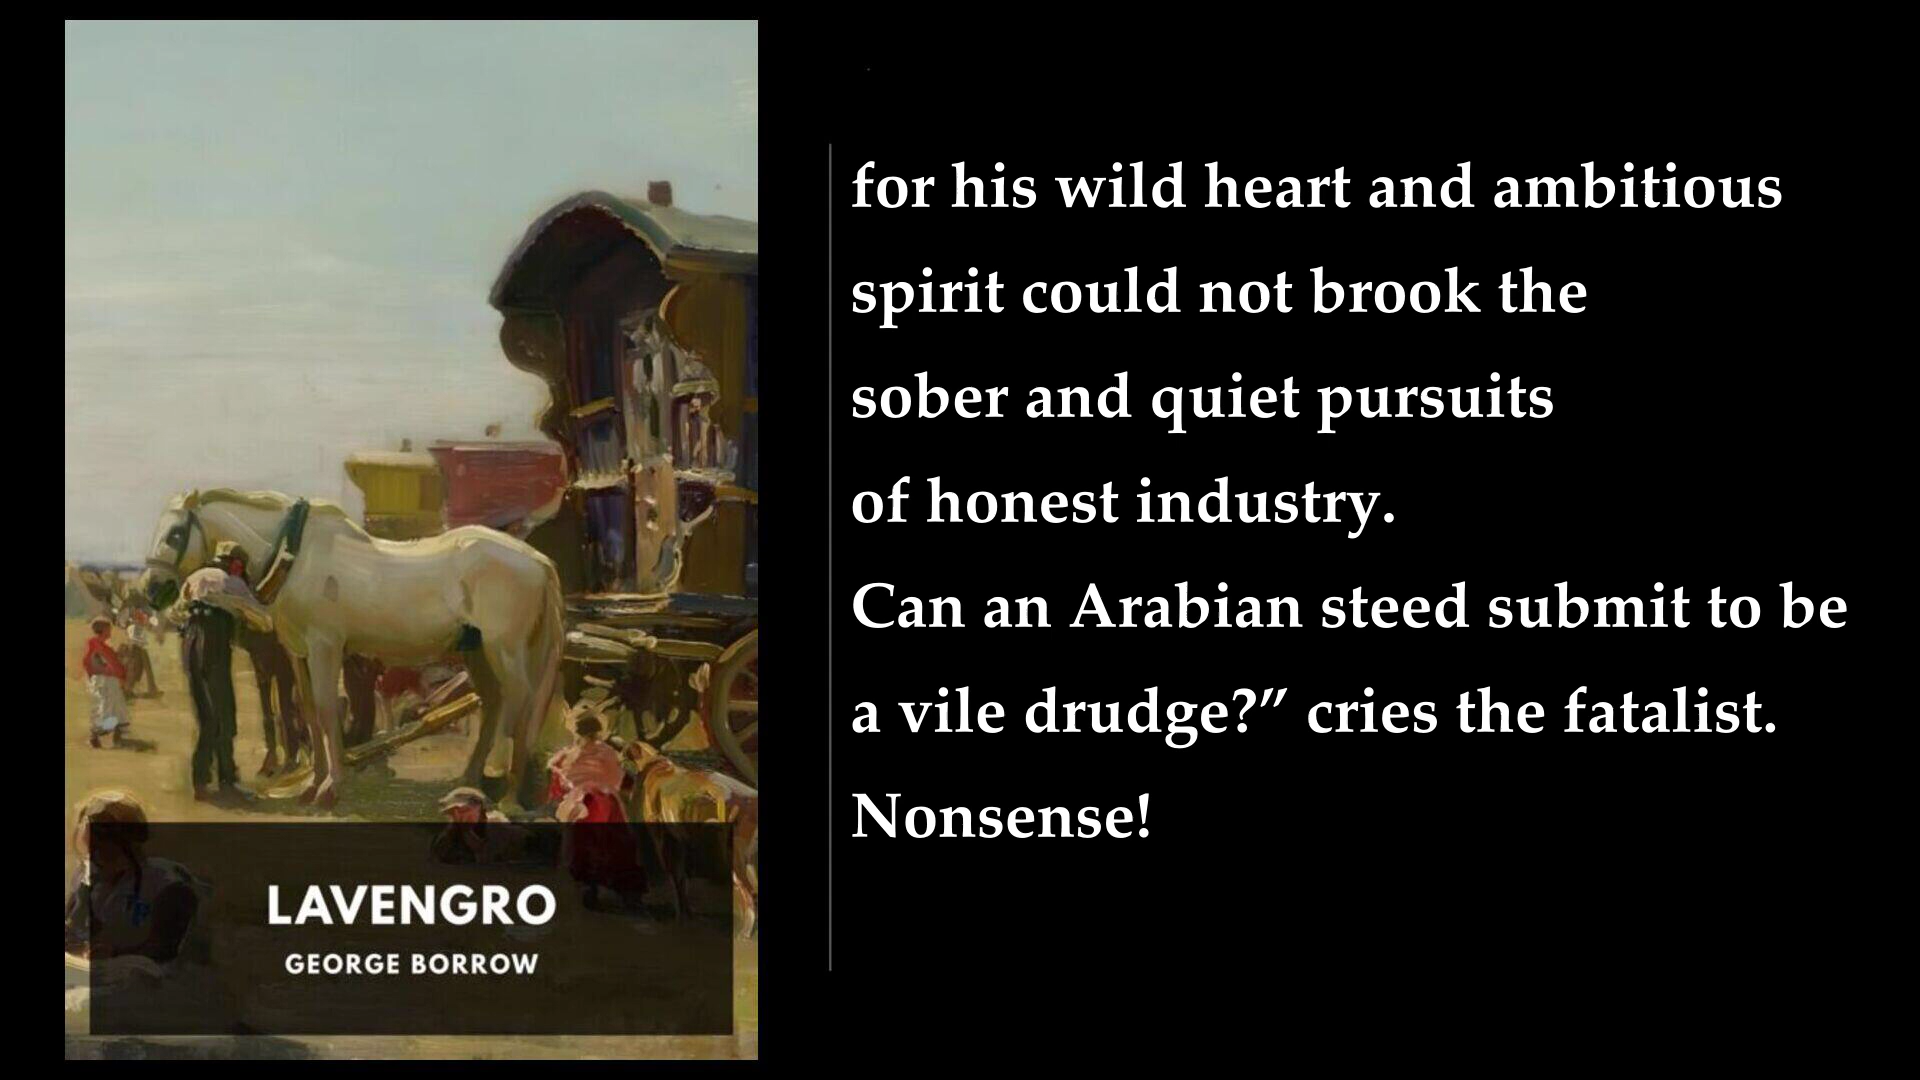 LAVENGRO
GEORGE BORROW
for his wild heart and ambitious
spirit could not brook the
sober and quiet pursuits
of honest industry.
Can an Arabian steed submit to be
a vile drudge?” cries the fatalist.
Nonsense!